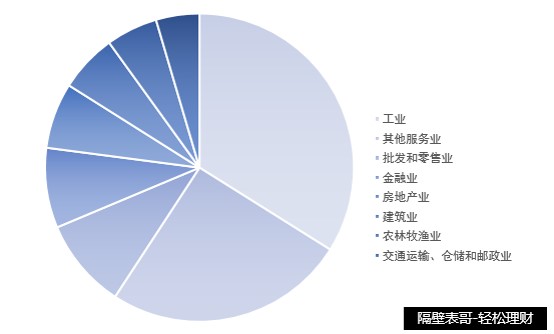 工业
其他服务业
批发和零售业
金融业
房地产业
建筑业
农林牧渔业
交通运输、仓储和邮政业
隔壁表哥-轻松理财